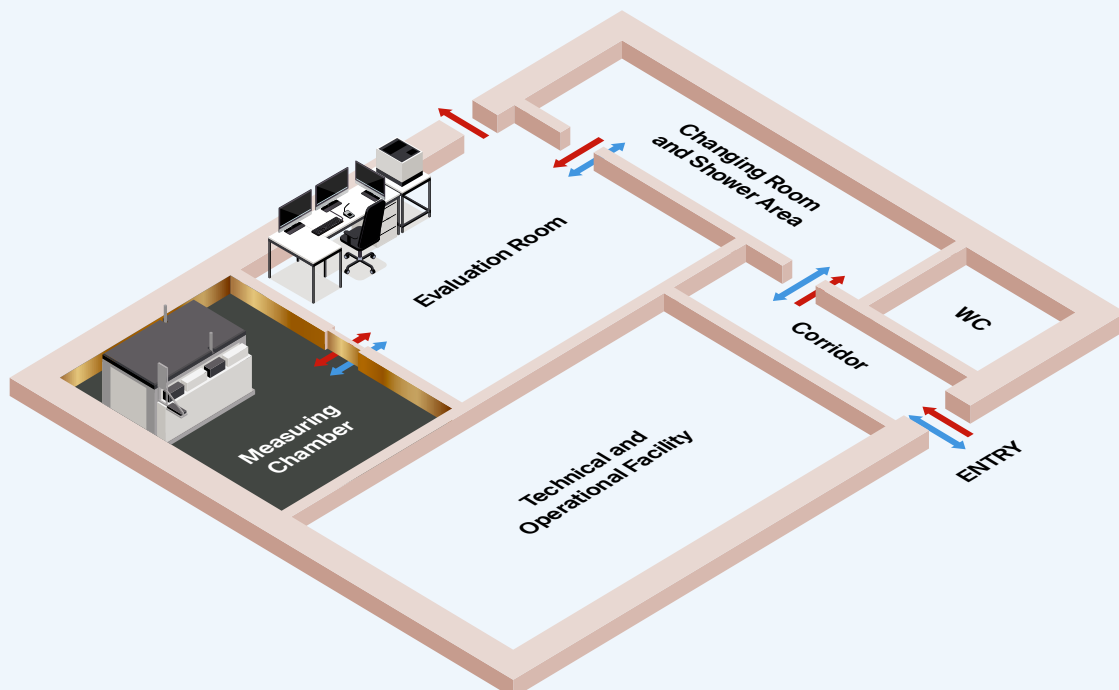 Changing Room
and Shower Area
Evaluation Room
WC
Corridor
Measuring
Chamber
Technical and
Operational Facility
ENTRY